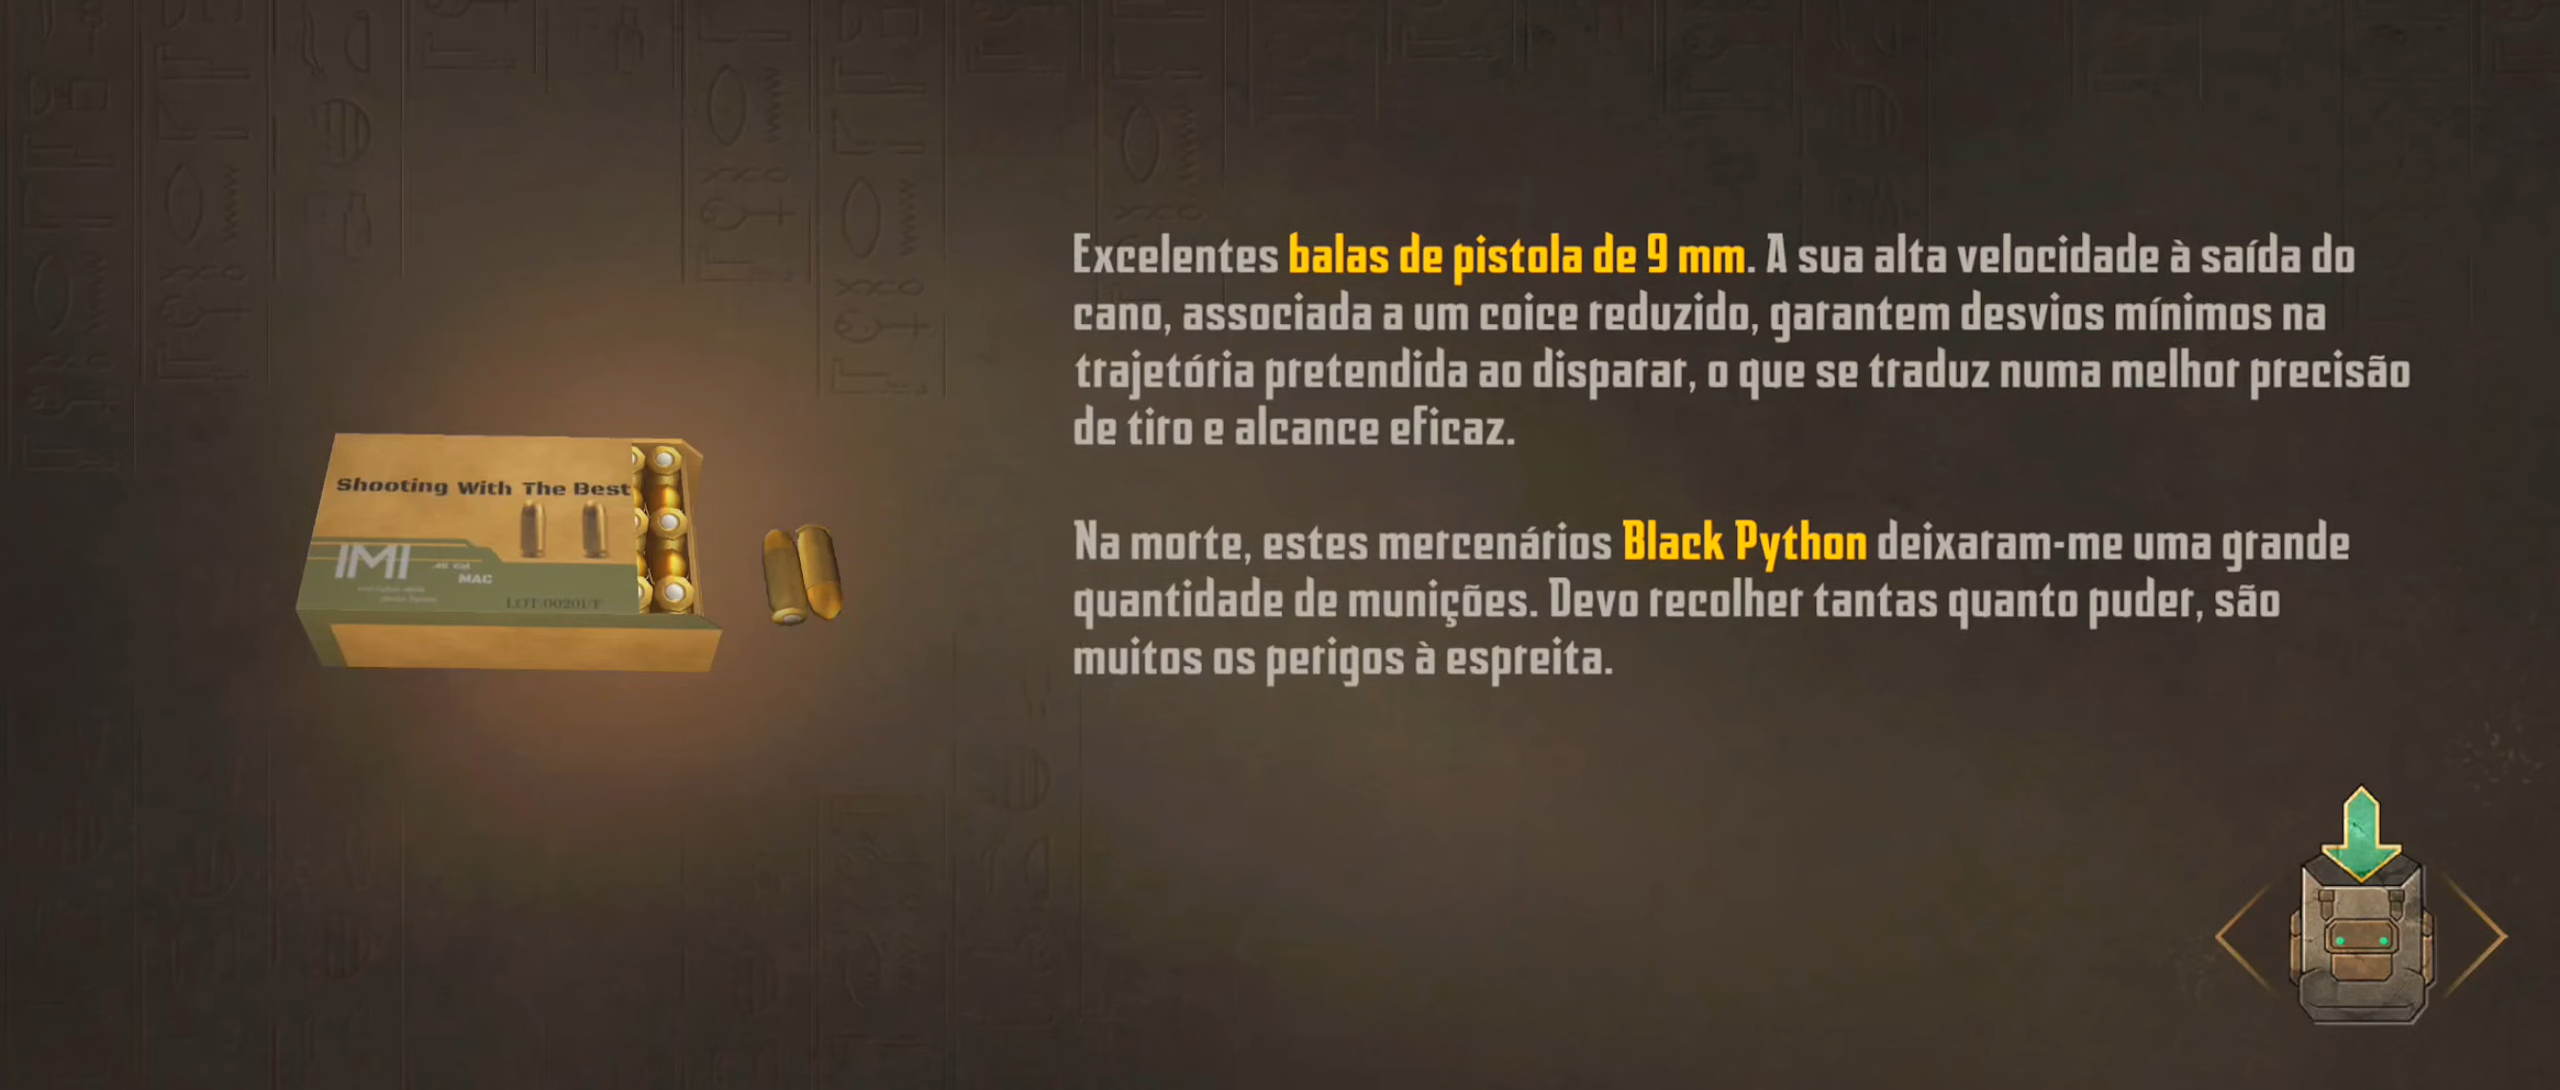 Excelentes balas de pistola de 9 mm. A sua alta velocidade à saída do
cano, associada a um coice reduzido, garantem desvios mínimos na
trajetória pretendida ao disparar, o que se traduz numa melhor precisão
de tiro e alcance eficaz.
Na morte, estes mercenários Black Python deixaram-me uma grande
quantidade de munições. Devo recolher tantas quanto puder, são
muitos os perigos à espreita.
Shooting With The Best
IMI
MAC
LOT:00201/F